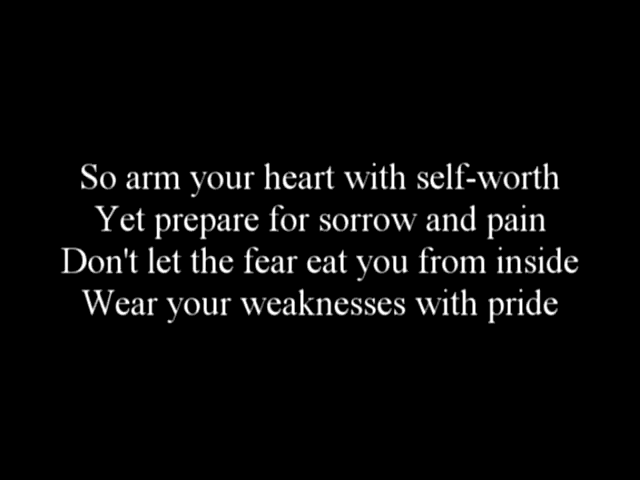 So arm your heart with self-worth
Yet prepare for sorrow and pain
Don't let the fear eat you from inside
Wear your weaknesses with pride